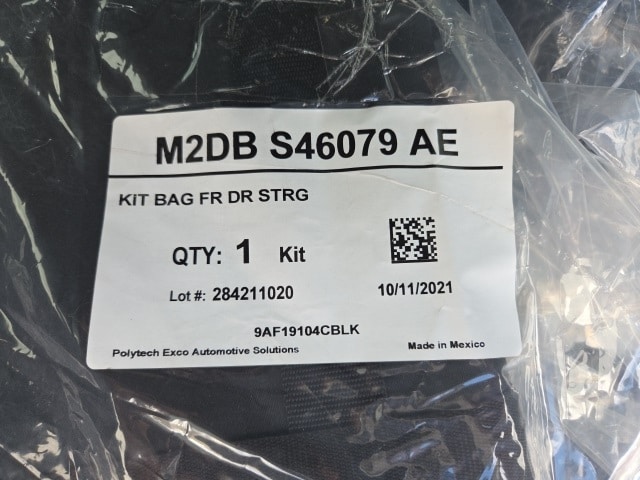 M2DB S46079 AE
KIT BAG FR DR STRG
QTY: 1 Kit
Lot #: 284211020
10/11/2021
9AF19104CBLK
Polytech Exco Automotive Solutions
Made in Mexico